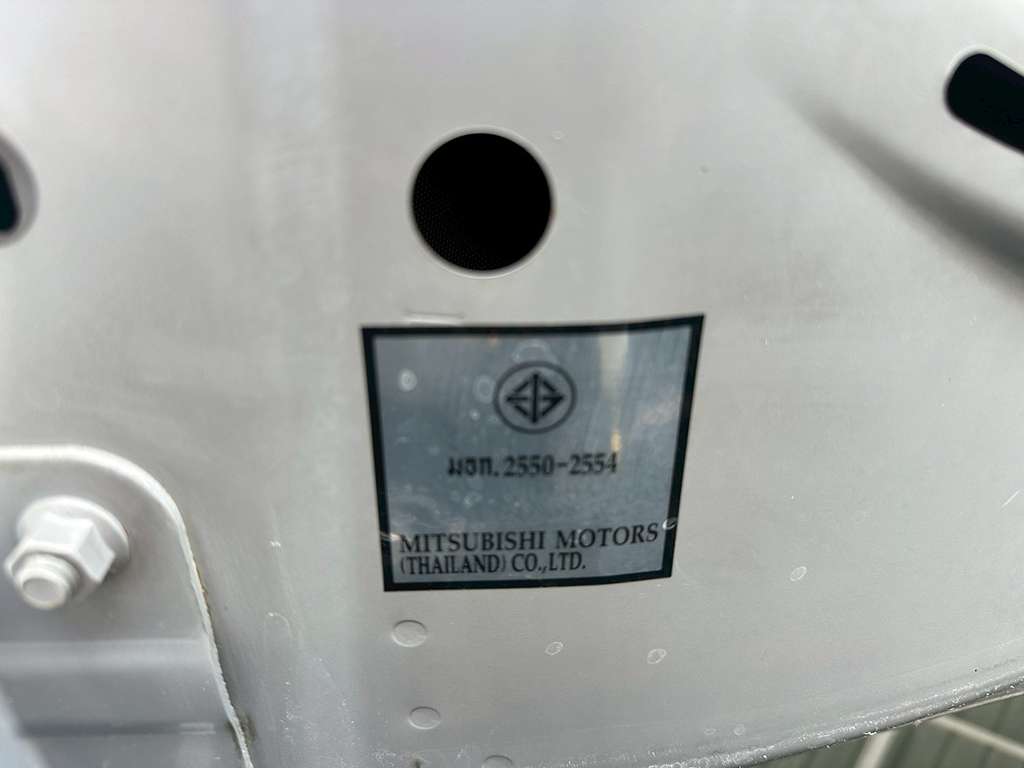 มอก. 2550-2554
MITSUBISHI MOTORS
(THAILAND) CO.,LTD.